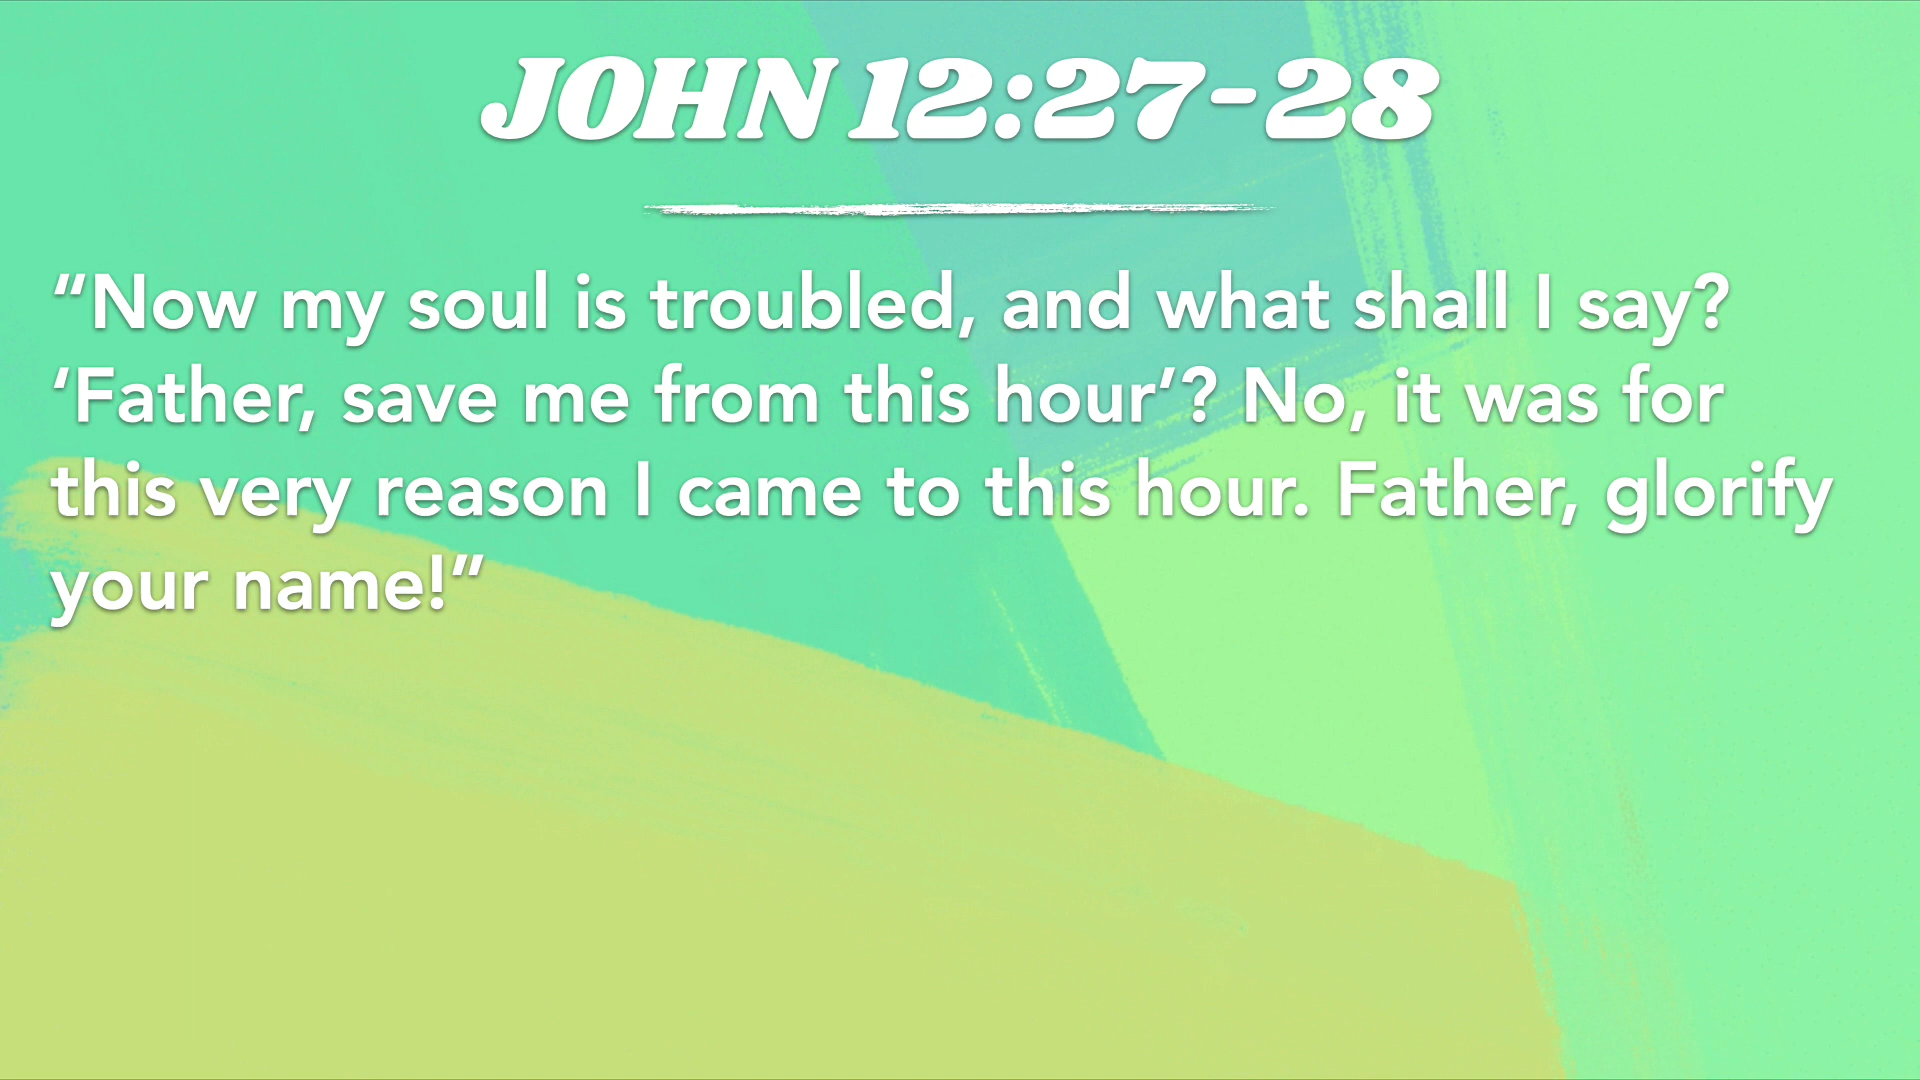 JOHN 12:27-28
“Now my soul is troubled, and what shall I say?
‘Father, save me from this hour’? No, it was for
this very reason I came to this hour. Father, glorify
your name!”